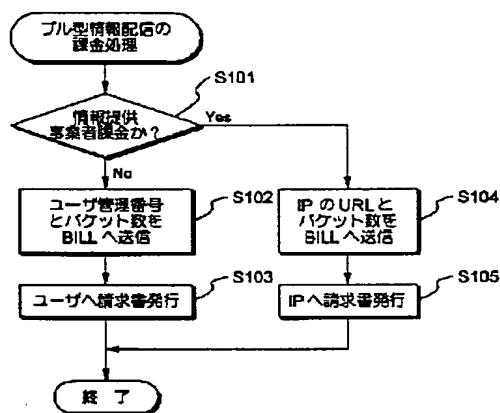 プル型情報配信の
課金処理
S101
情報提供
事業者課金か？
Yes
No
ユーザ管理番号
とパケット数を
BILLへ送信
S102
IPのURLと
パケット数を
BILLへ送信
S104
ユーザへ請求書発行
S103
IPへ請求書発行
S105
終了